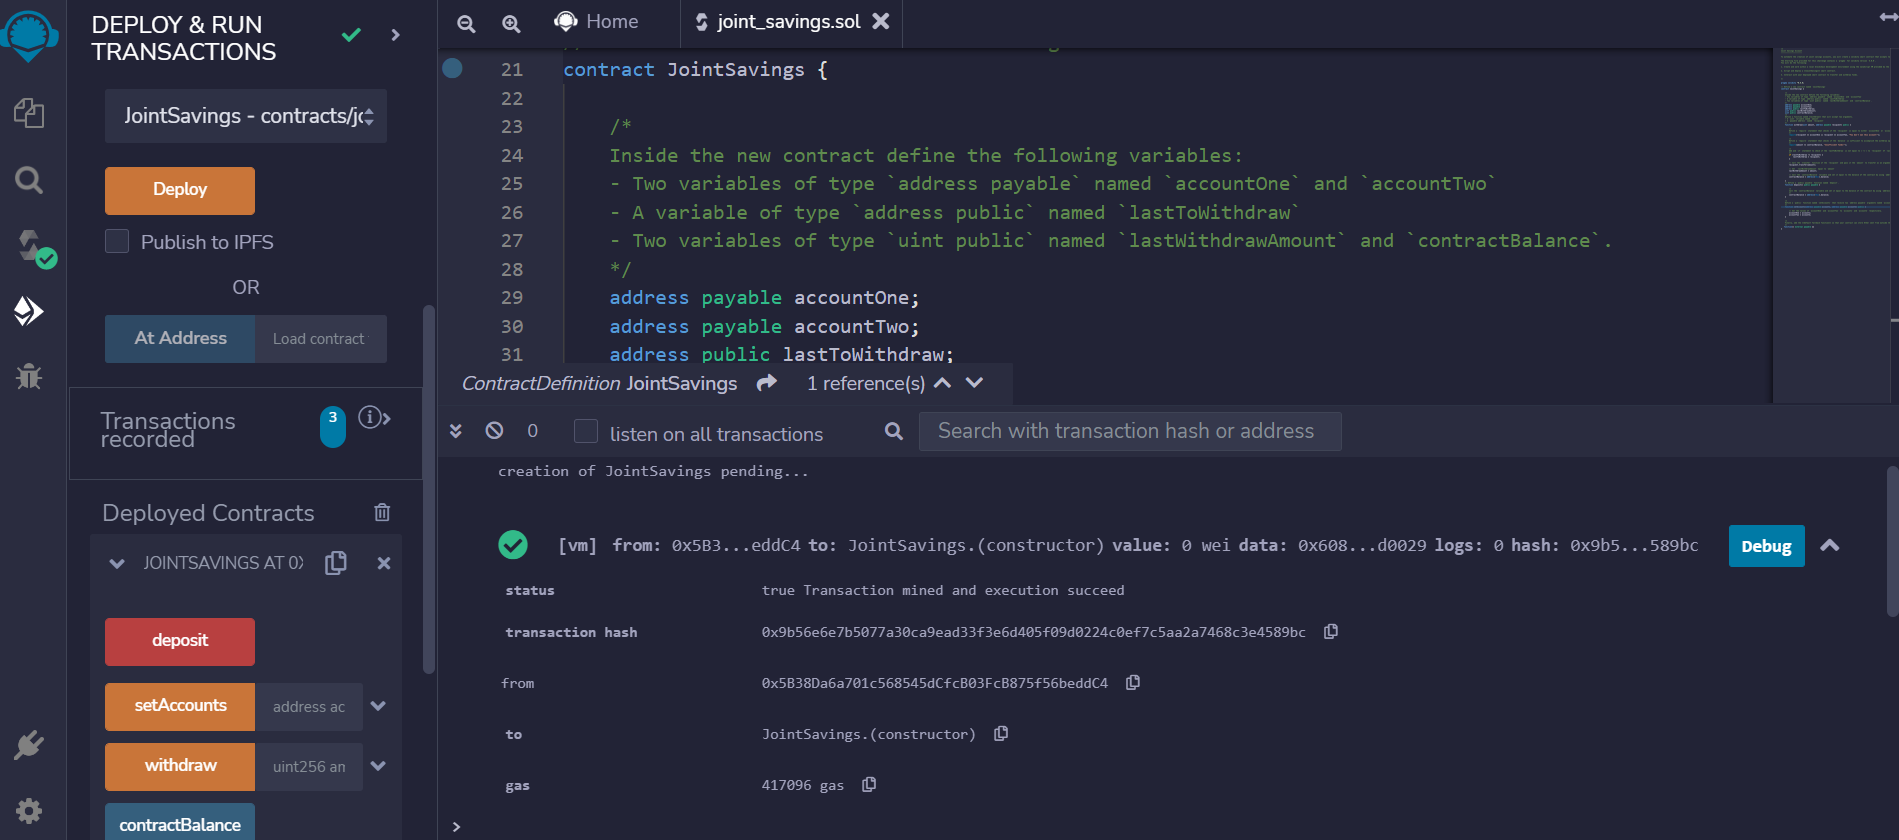 DEPLOY & RUN
TRANSACTIONS
JointSavings - contracts/jc
Deploy
Publish to IPFS
OR
At Address
Load contract
Transactions
recorded
3
Deployed Contracts
JOINTSAVINGS AT 0X
deposit
setAccounts
address ac
withdraw
uint256 am
contractBalance
Home
joint_savings.sol
21 contract JointSavings {
22
23 /*
24 Inside the new contract define the following variables:
25 - Two variables of type `address payable` named `accountOne` and `accountTwo`
26 - A variable of type `address public` named `lastToWithdraw`
27 - Two variables of type `uint public` named `lastWithdrawAmount` and `contractBalance`.
28 */
29 address payable accountOne;
30 address payable accountTwo;
31 address public lastToWithdraw;
ContractDefinition JointSavings 1 reference(s)
0 listen on all transactions
Search with transaction hash or address
creation of JointSavings pending...
[vm] from: 0x5B3...eddC4 to: JointSavings.(constructor) value: 0 wei data: 0x608...d0029 logs: 0 hash: 0x9b5...589bc
Debug
status true Transaction mined and execution succeed
transaction hash 0x9b56e6e7b5077a30ca9ead33f3e6d405f09d0224c0ef7c5aa2a7468c3e4589bc
from 0x5B38Da6a701c568545dCfcB03FcB875f56beddC4
to JointSavings.(constructor)
gas 417096 gas
>